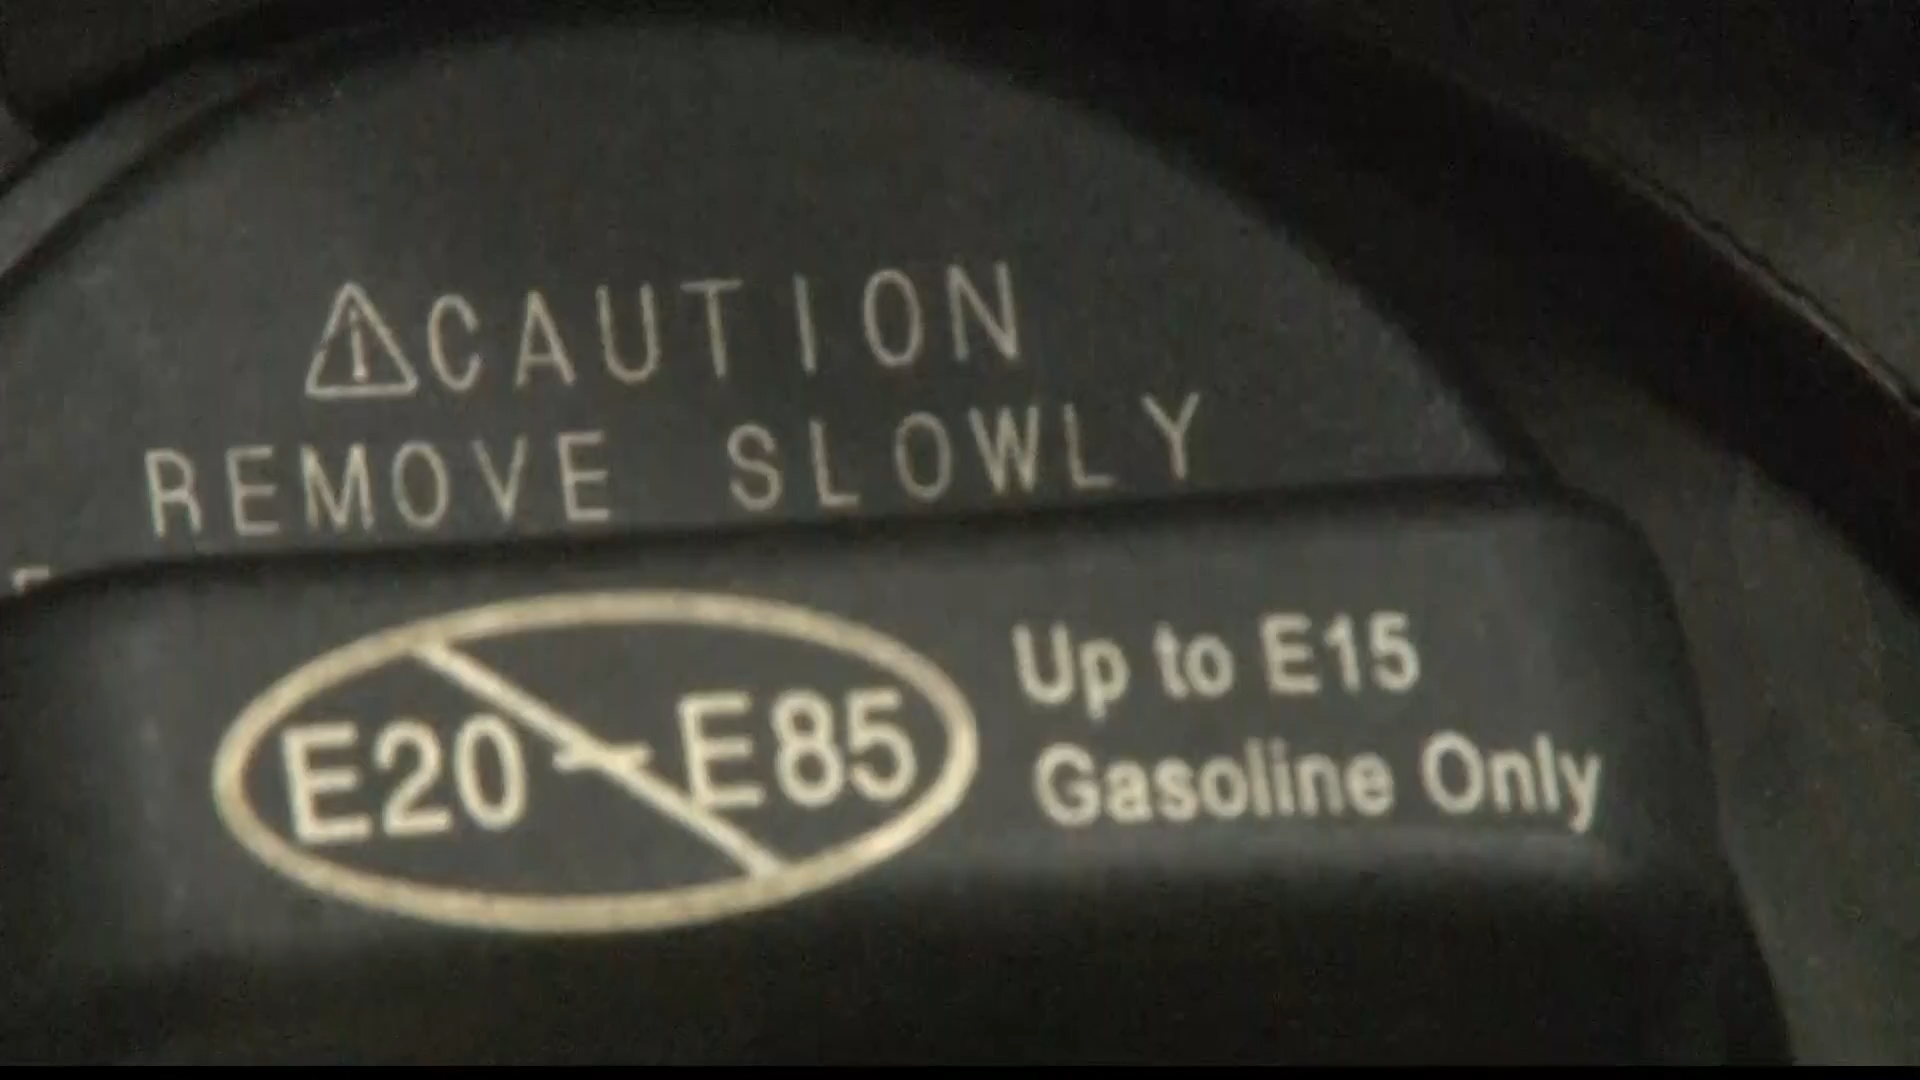 ⚠CAUTION
REMOVE SLOWLY
E20-E85
Up to E15
Gasoline Only